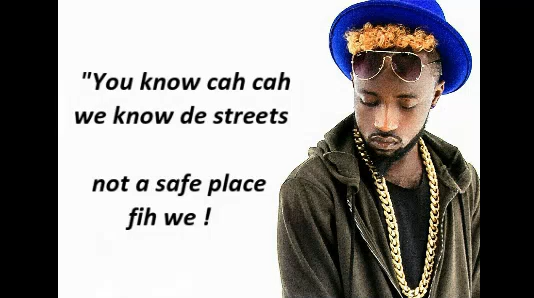 "You know cah cah
we know de streets
not a safe place
fih we !